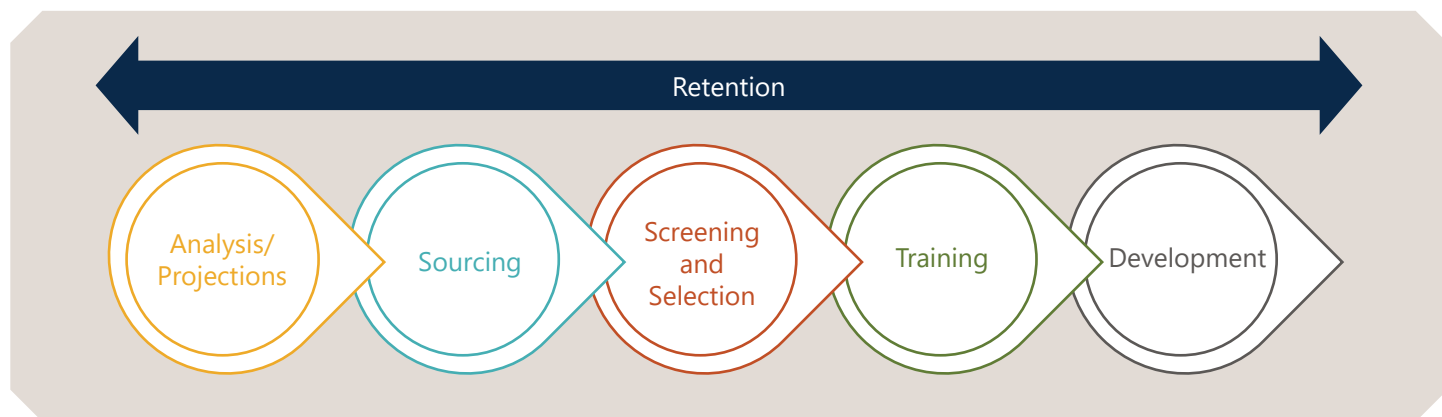 Retention
Analysis/
Projections
Sourcing
Screening
and
Selection
Training
Development